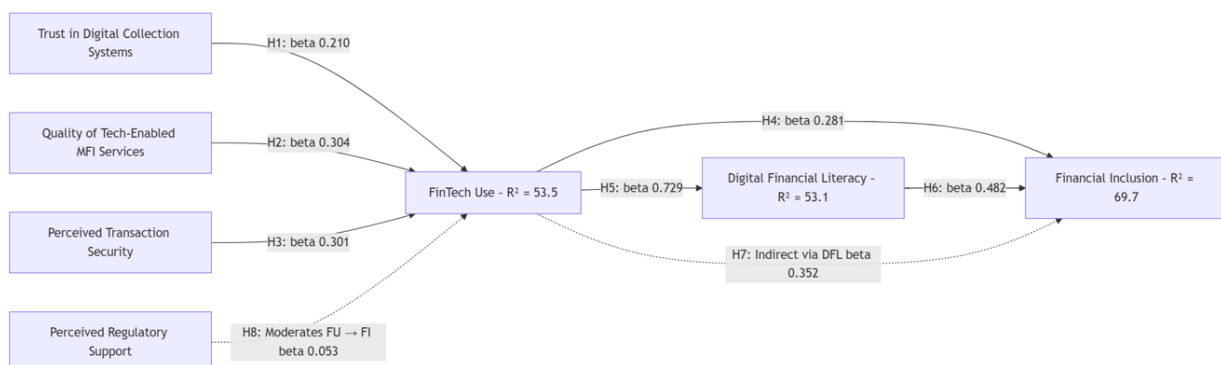 Trust in Digital Collection
Systems
H1: beta 0.210
Quality of Tech-Enabled
MFI Services
H2: beta 0.304
H4: beta 0.281
FinTech Use - R² = 53.5
H5: beta 0.729
Digital Financial Literacy -
R² = 53.1
H6: beta 0.482
Financial Inclusion - R² =
69.7
Perceived Transaction
Security
H3: beta 0.301
H7: Indirect via DFL beta
0.352
Perceived Regulatory
Support
H8: Moderates FU → FI
beta 0.053